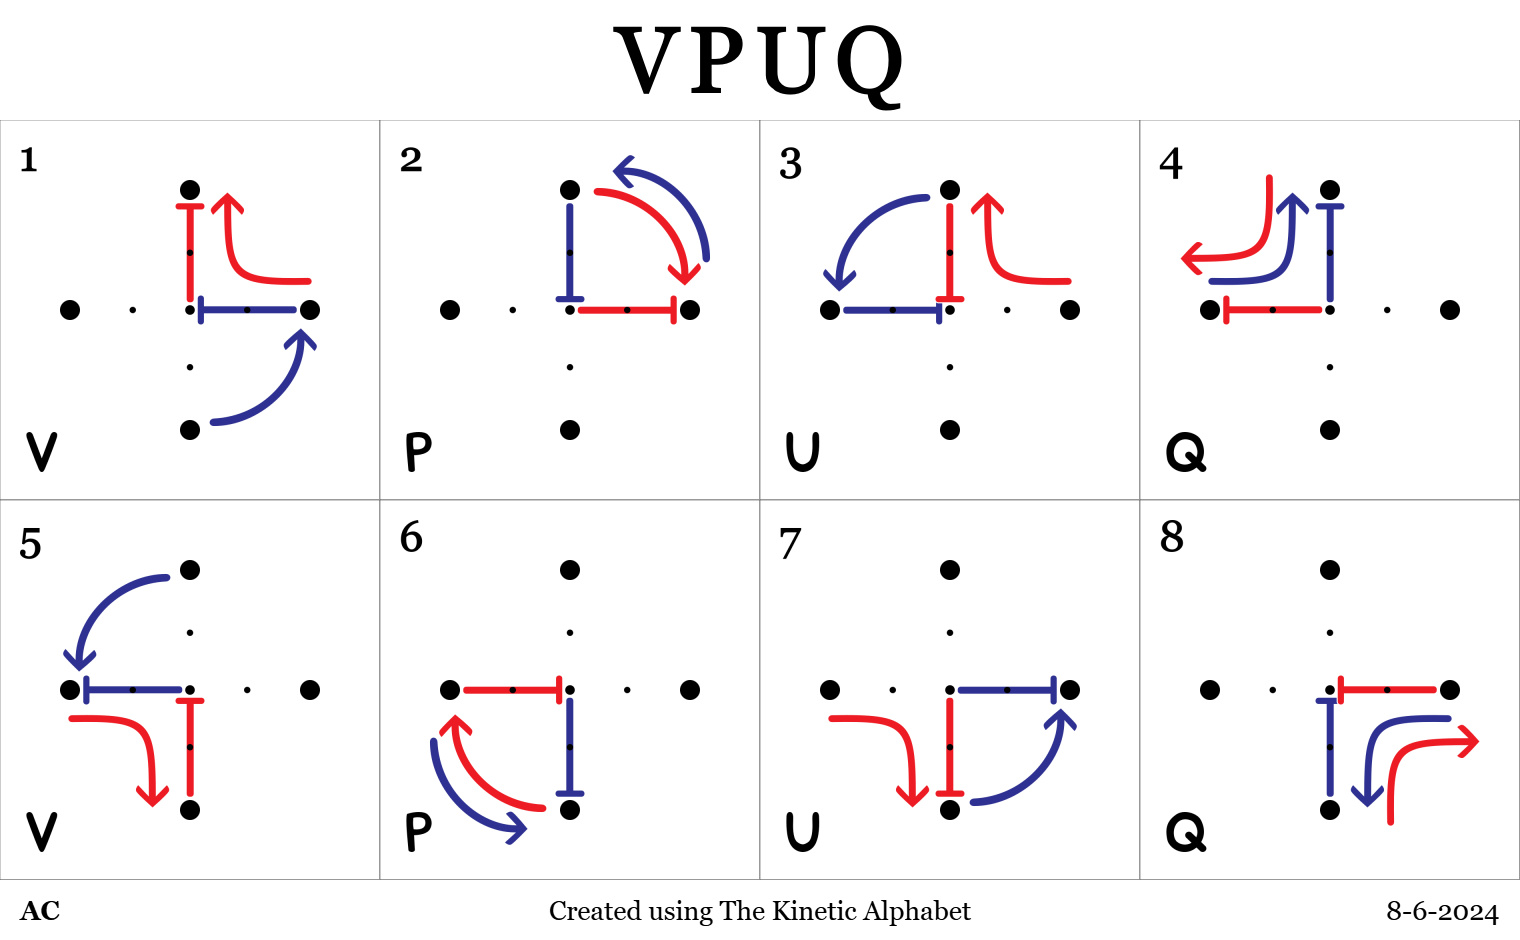 VPUQ
1 2 3 4
V P U Q
5 6 7 8
V P U Q
AC Created using The Kinetic Alphabet 8-6-2024